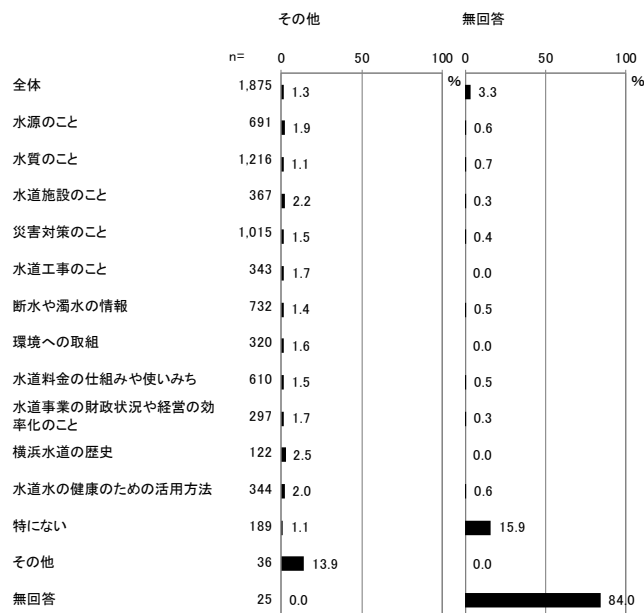 その他 無回答
n= 0 50 100 0 50 100
% %
全体 1,875 1.3 3.3
水源のこと 691 1.9 0.6
水質のこと 1,216 1.1 0.7
水道施設のこと 367 2.2 0.3
災害対策のこと 1,015 1.5 0.4
水道工事のこと 343 1.7 0.0
断水や濁水の情報 732 1.4 0.5
環境への取組 320 1.6 0.0
水道料金の仕組みや使いみち 610 1.5 0.5
水道事業の財政状況や経営の効
率化のこと 297 1.7 0.3
横浜水道の歴史 122 2.5 0.0
水道水の健康のための活用方法 344 2.0 0.6
特にない 189 1.1 15.9
その他 36 13.9 0.0
無回答 25 0.0 84.0